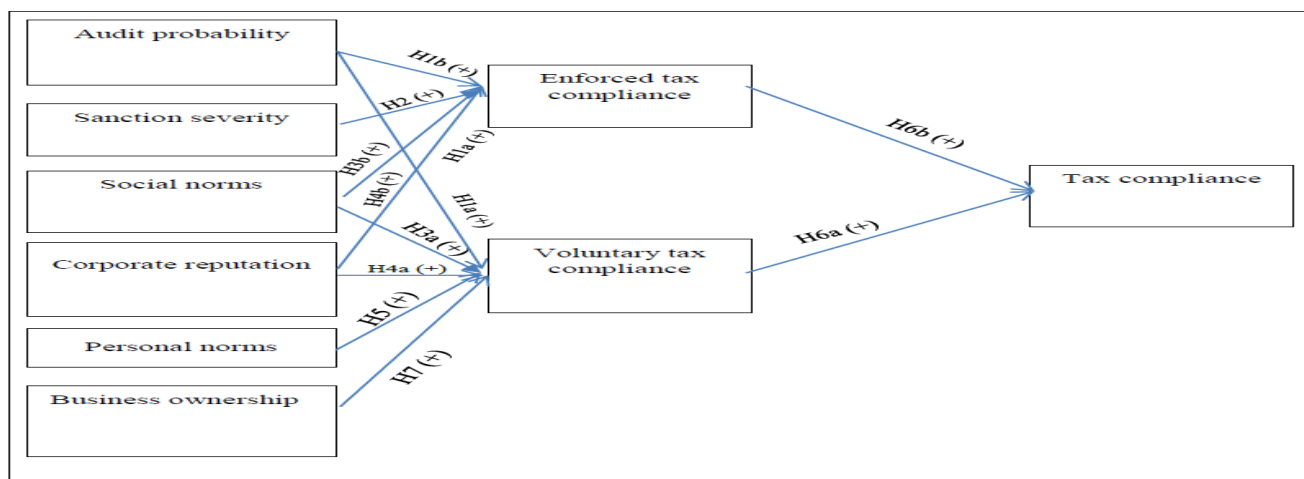 Audit probability
Sanction severity
Social norms
Corporate reputation
Personal norms
Business ownership
H1b (+)
H2 (+)
H3b (+)
H4b (+)
H1a (+)
H1a (+)
H3a (+)
H4a (+)
H5 (+)
H7 (+)
Enforced tax
compliance
Voluntary tax
compliance
H6b (+)
H6a (+)
Tax compliance